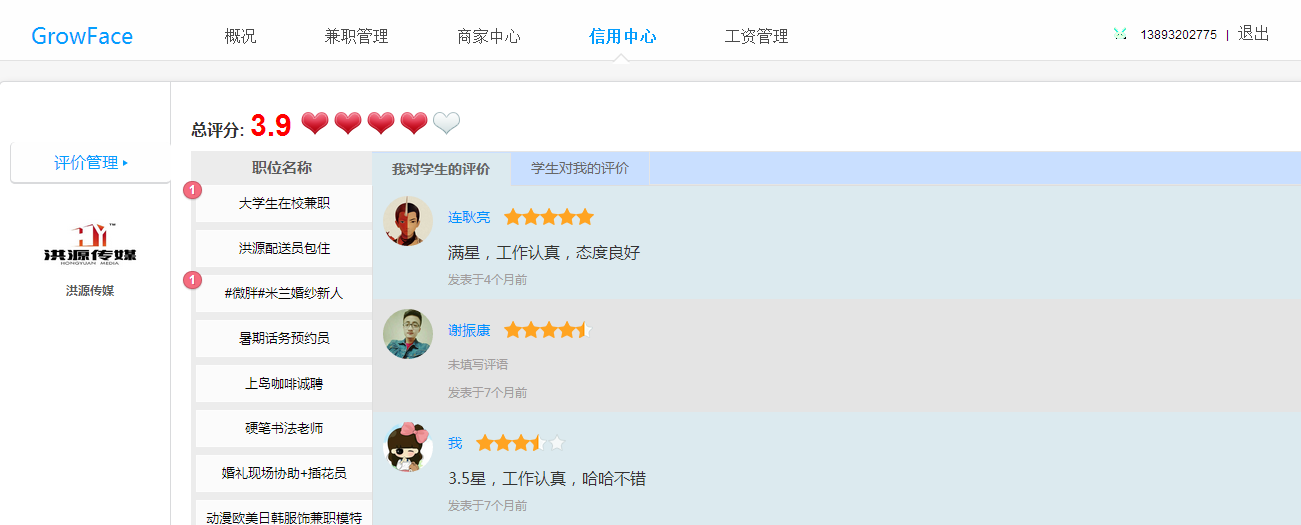 GrowFace 概况 兼职管理 商家中心 信用中心 工资管理 13893202775 | 退出
总评分: 3.9
评价管理
洪源传媒
HONGYUAN MEDIA
洪源传媒
职位名称 我对学生的评价 学生对我的评价
1
大学生在校兼职
洪源配送员包住
1
#微胖#米兰婚纱新人
暑期话务预约员
上鸟咖啡诚聘
硬笔书法老师
婚礼现场协助+插花员
动漫欧美日韩服饰兼职模特
连耿亮
满星，工作认真，态度良好
发表于4个月前
谢振康
未填写评语
发表于7个月前
我
3.5星，工作认真，哈哈不错
发表于7个月前